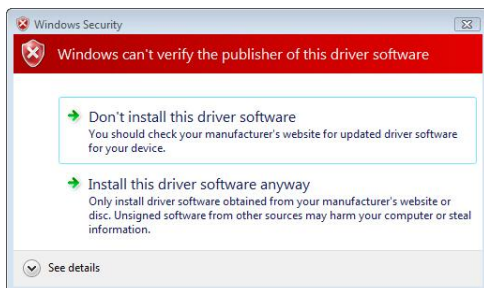 Windows Security
Windows can't verify the publisher of this driver software
Don't install this driver software
You should check your manufacturer's website for updated driver software
for your device.
Install this driver software anyway
Only install driver software obtained from your manufacturer's website or
disc. Unsigned software from other sources may harm your computer or steal
information.
See details